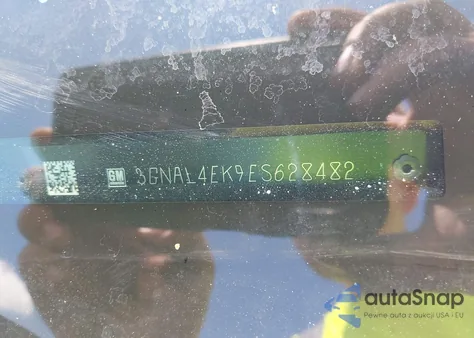 GM 3GNAL4EK9ES628482
autaSnap
Pewne auta z aukcji USA i EU